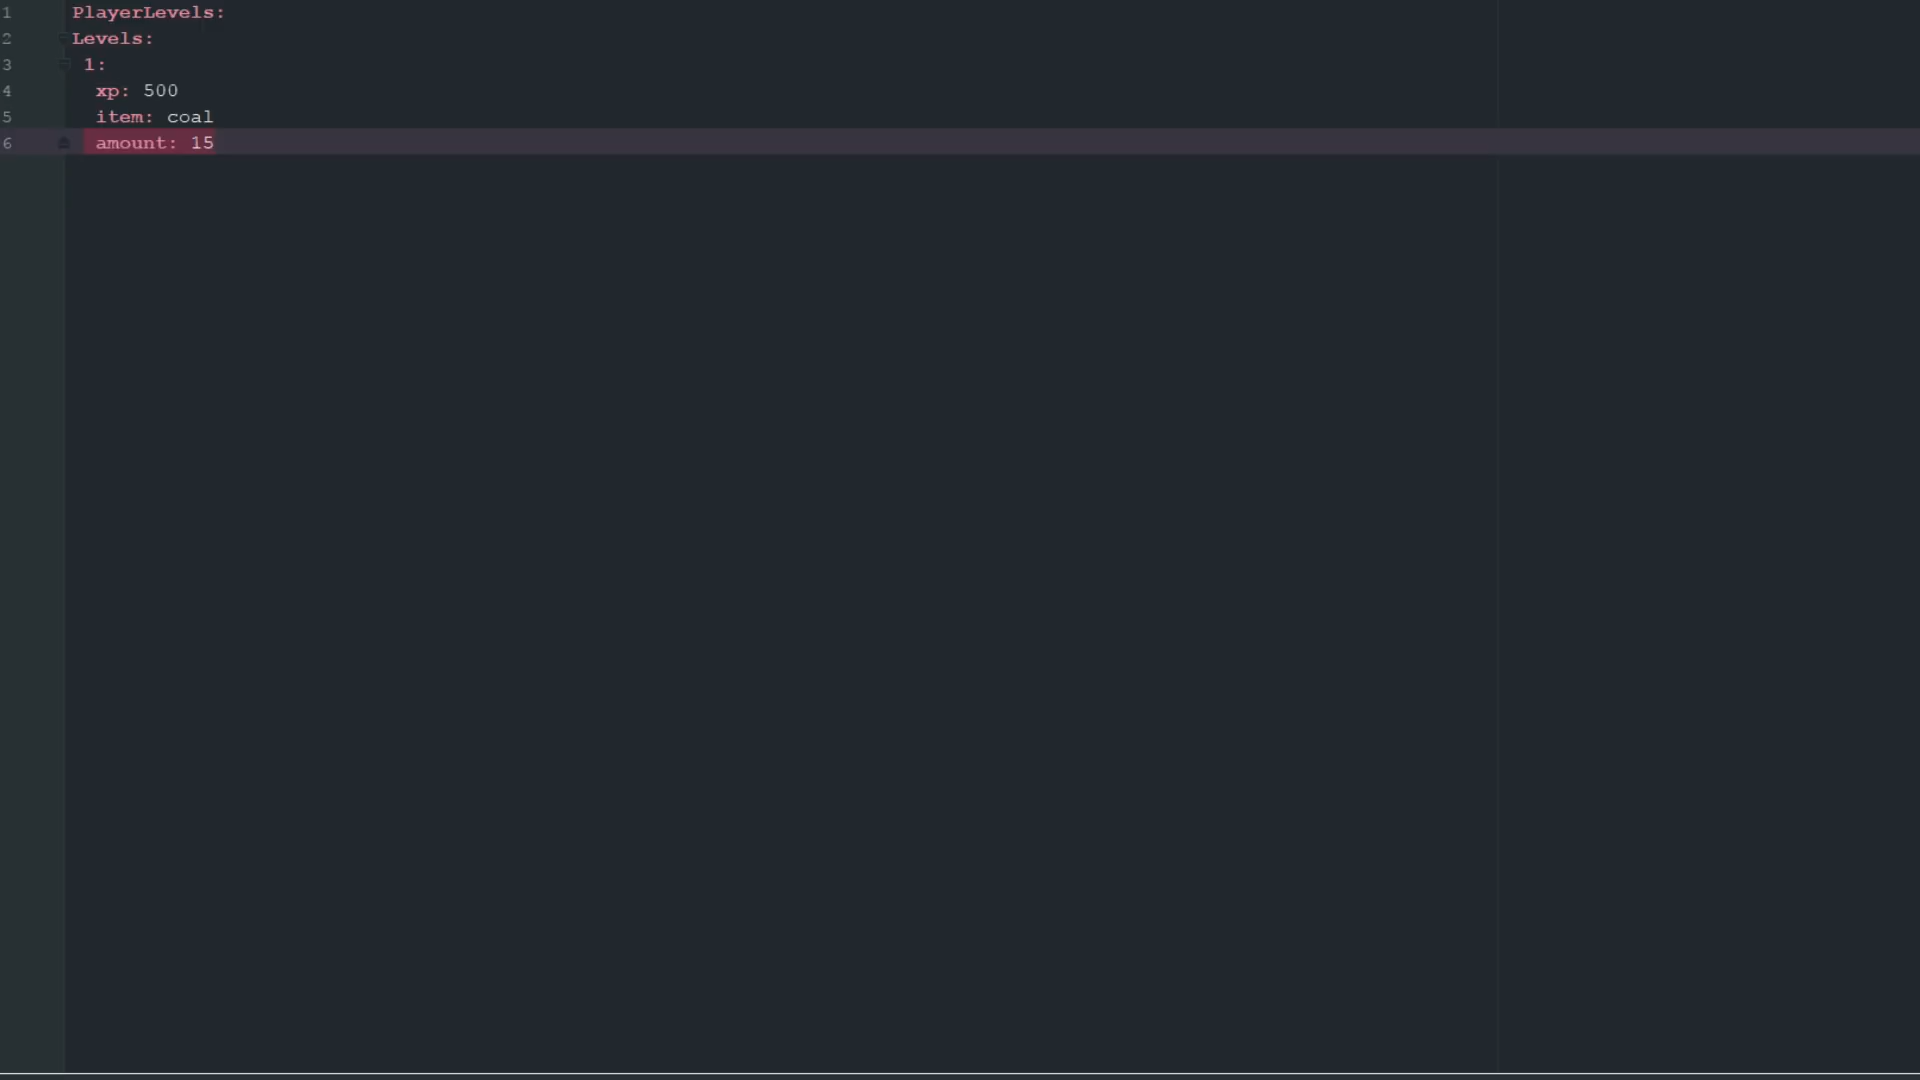 1 PlayerLevels:
2 Levels:
3 1:
4 xp: 500
5 item: coal
6 amount: 15